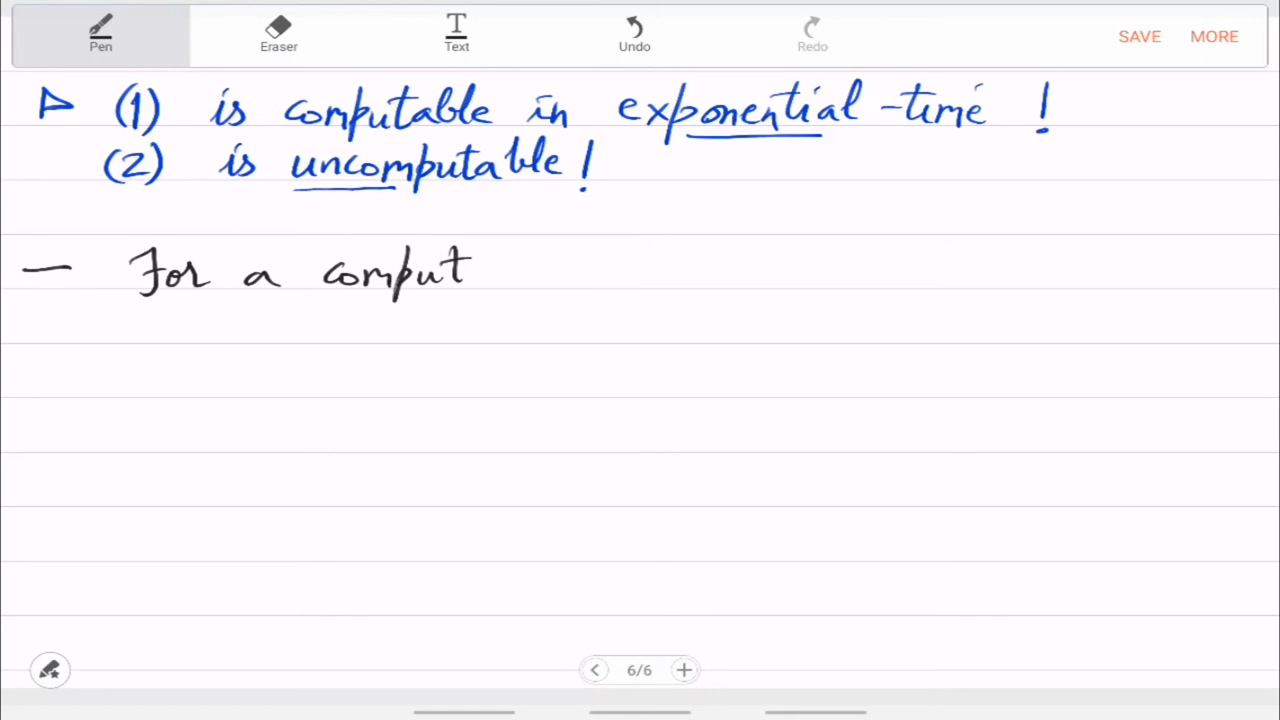 Pen Eraser Text Undo Redo SAVE MORE
▷ (1) is computable in exponential-time !
(2) is uncomputable !
— For a comput
6/6